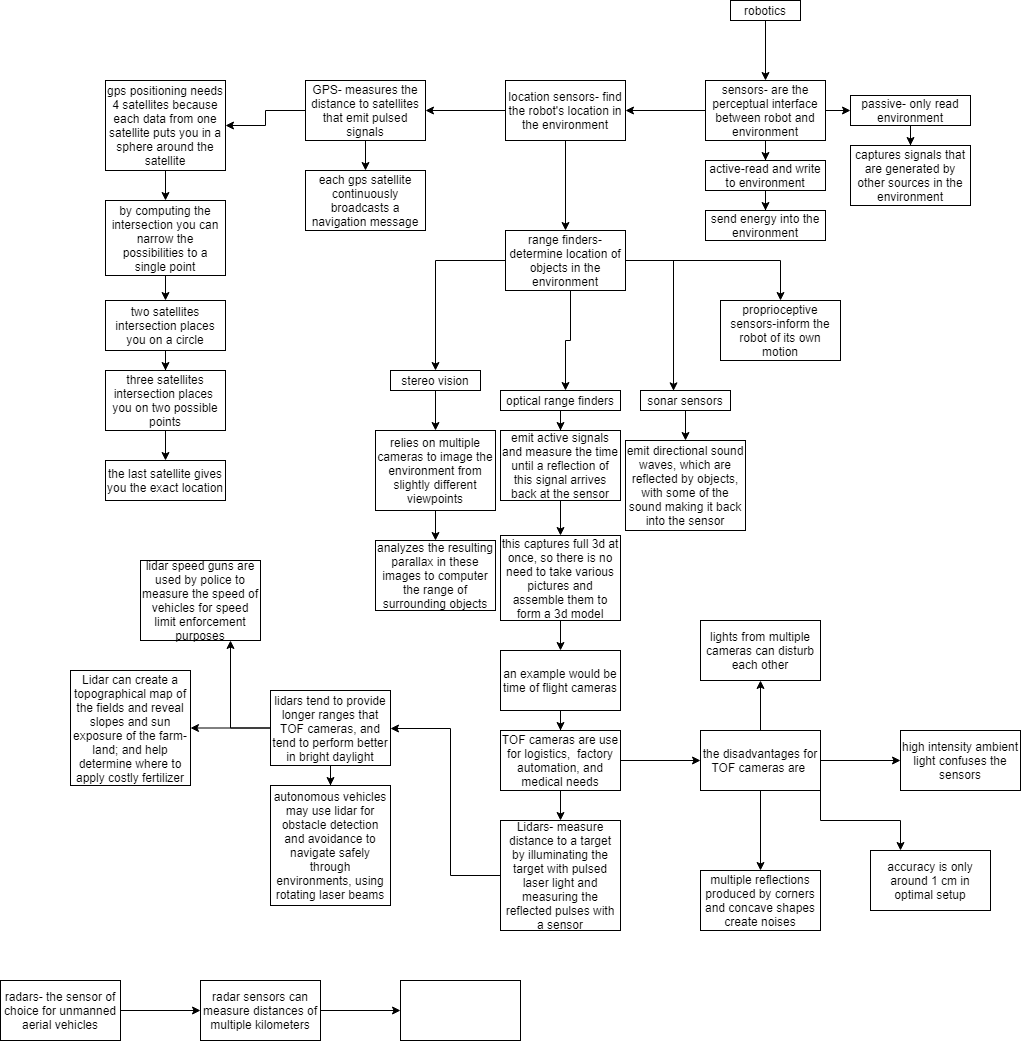 robotics
gps positioning needs
4 satellites because
each data from one
satellite puts you in a
sphere around the
satellite
GPS- measures the
distance to satellites
that emit pulsed
signals
location sensors- find
the robot's location in
the environment
sensors- are the
perceptual interface
between robot and
environment
passive- only read
environment
captures signals that
are generated by
other sources in the
environment
active-read and write
to environment
send energy into the
environment
each gps satellite
continuously
broadcasts a
navigation message
by computing the
intersection you can
narrow the
possibilities to a
single point
two satellites
intersection places
you on a circle
three satellites
intersection places
you on two possible
points
the last satellite gives
you the exact location
range finders-
determine location of
objects in the
environment
proprioceptive
sensors-inform the
robot of its own
motion
stereo vision
optical range finders
sonar sensors
relies on multiple
cameras to image the
environment from
slightly different
viewpoints
emit active signals
and measure the time
until a reflection of
this signal arrives
back at the sensor
emit directional sound
waves, which are
reflected by objects,
with some of the
sound making it back
into the sensor
analyzes the resulting
parallax in these
images to computer
the range of
surrounding objects
this captures full 3d at
once, so there is no
need to take various
pictures and
assemble them to
form a 3d model
an example would be
time of flight cameras
TOF cameras are use
for logistics, factory
automation, and
medical needs
lights from multiple
cameras can disturb
each other
the disadvantages for
TOF cameras are
high intensity ambient
light confuses the
sensors
accuracy is only
around 1 cm in
optimal setup
multiple reflections
produced by corners
and concave shapes
create noises
Lidars- measure
distance to a target
by illuminating the
target with pulsed
laser light and
measuring the
reflected pulses with
a sensor
lidars tend to provide
longer ranges that
TOF cameras, and
tend to perform better
in bright daylight
lidar speed guns are
used by police to
measure the speed of
vehicles for speed
limit enforcement
purposes
Lidar can create a
topographical map of
the fields and reveal
slopes and sun
exposure of the farm-
land; and help
determine where to
apply costly fertilizer
autonomous vehicles
may use lidar for
obstacle detection
and avoidance to
navigate safely
through
environments, using
rotating laser beams
radars- the sensor of
choice for unmanned
aerial vehicles
radar sensors can
measure distances of
multiple kilometers